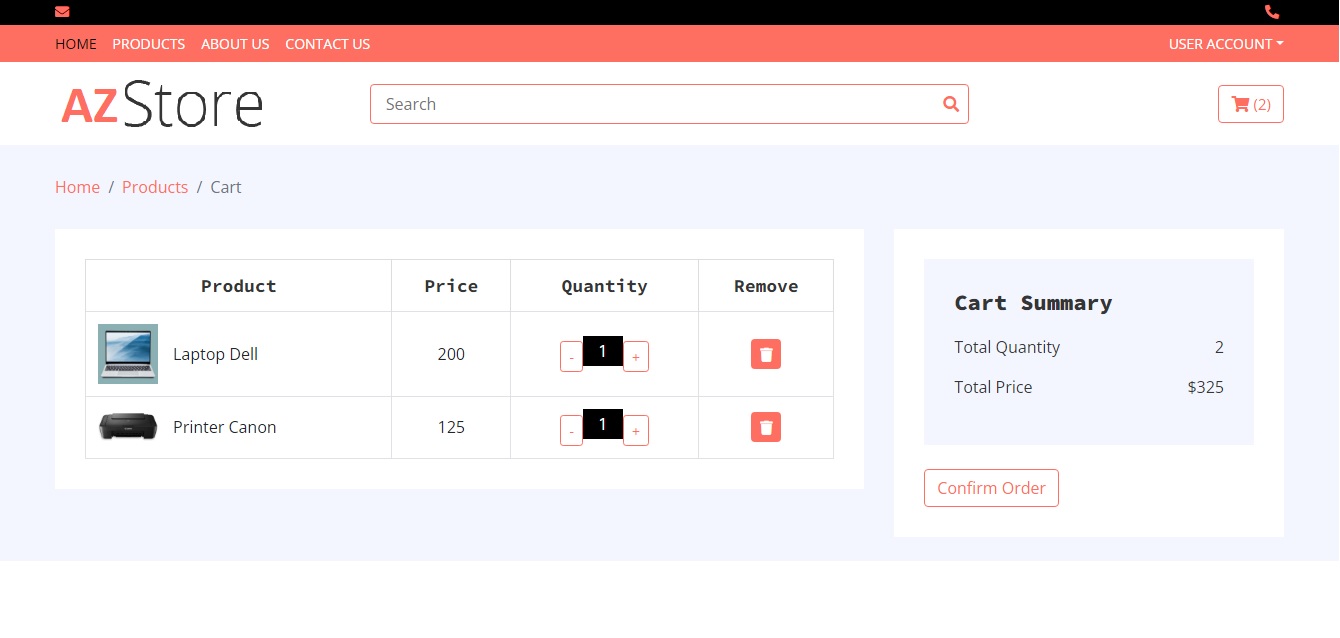 HOME PRODUCTS ABOUT US CONTACT US USER ACCOUNT
AZStore Search (2)
Home / Products / Cart
Product Price Quantity Remove
Laptop Dell 200 - 1 +
Printer Canon 125 - 1 +
Cart Summary
Total Quantity 2
Total Price $325
Confirm Order